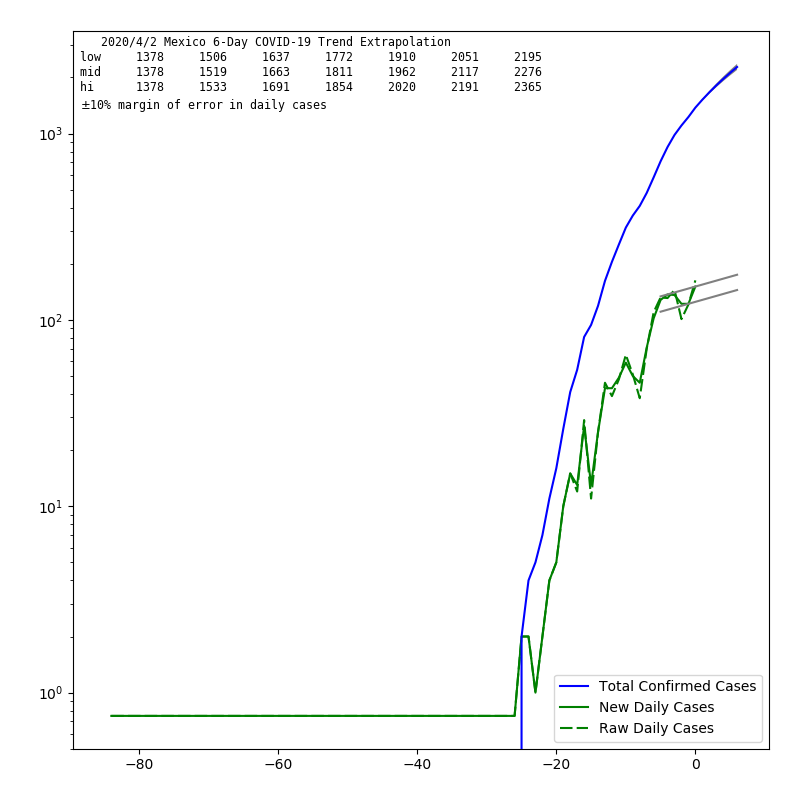 2020/4/2 Mexico 6-Day COVID-19 Trend Extrapolation
low 1378 1506 1637 1772 1910 2051 2195
mid 1378 1519 1663 1811 1962 2117 2276
hi 1378 1533 1691 1854 2020 2191 2365
±10% margin of error in daily cases
10³
10²
10¹
10⁰
Total Confirmed Cases
New Daily Cases
Raw Daily Cases
−80 −60 −40 −20 0